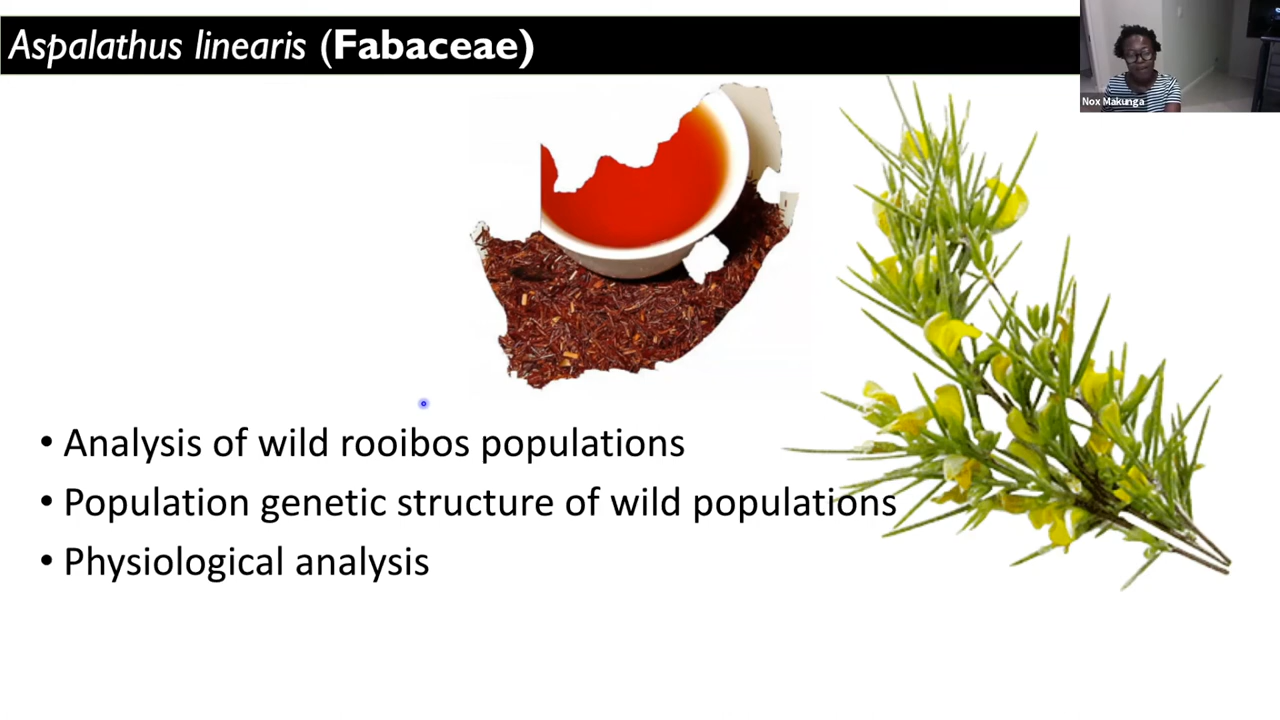 Aspalathus linearis (Fabaceae)
Nox Makunga
• Analysis of wild rooibos populations
• Population genetic structure of wild populations
• Physiological analysis